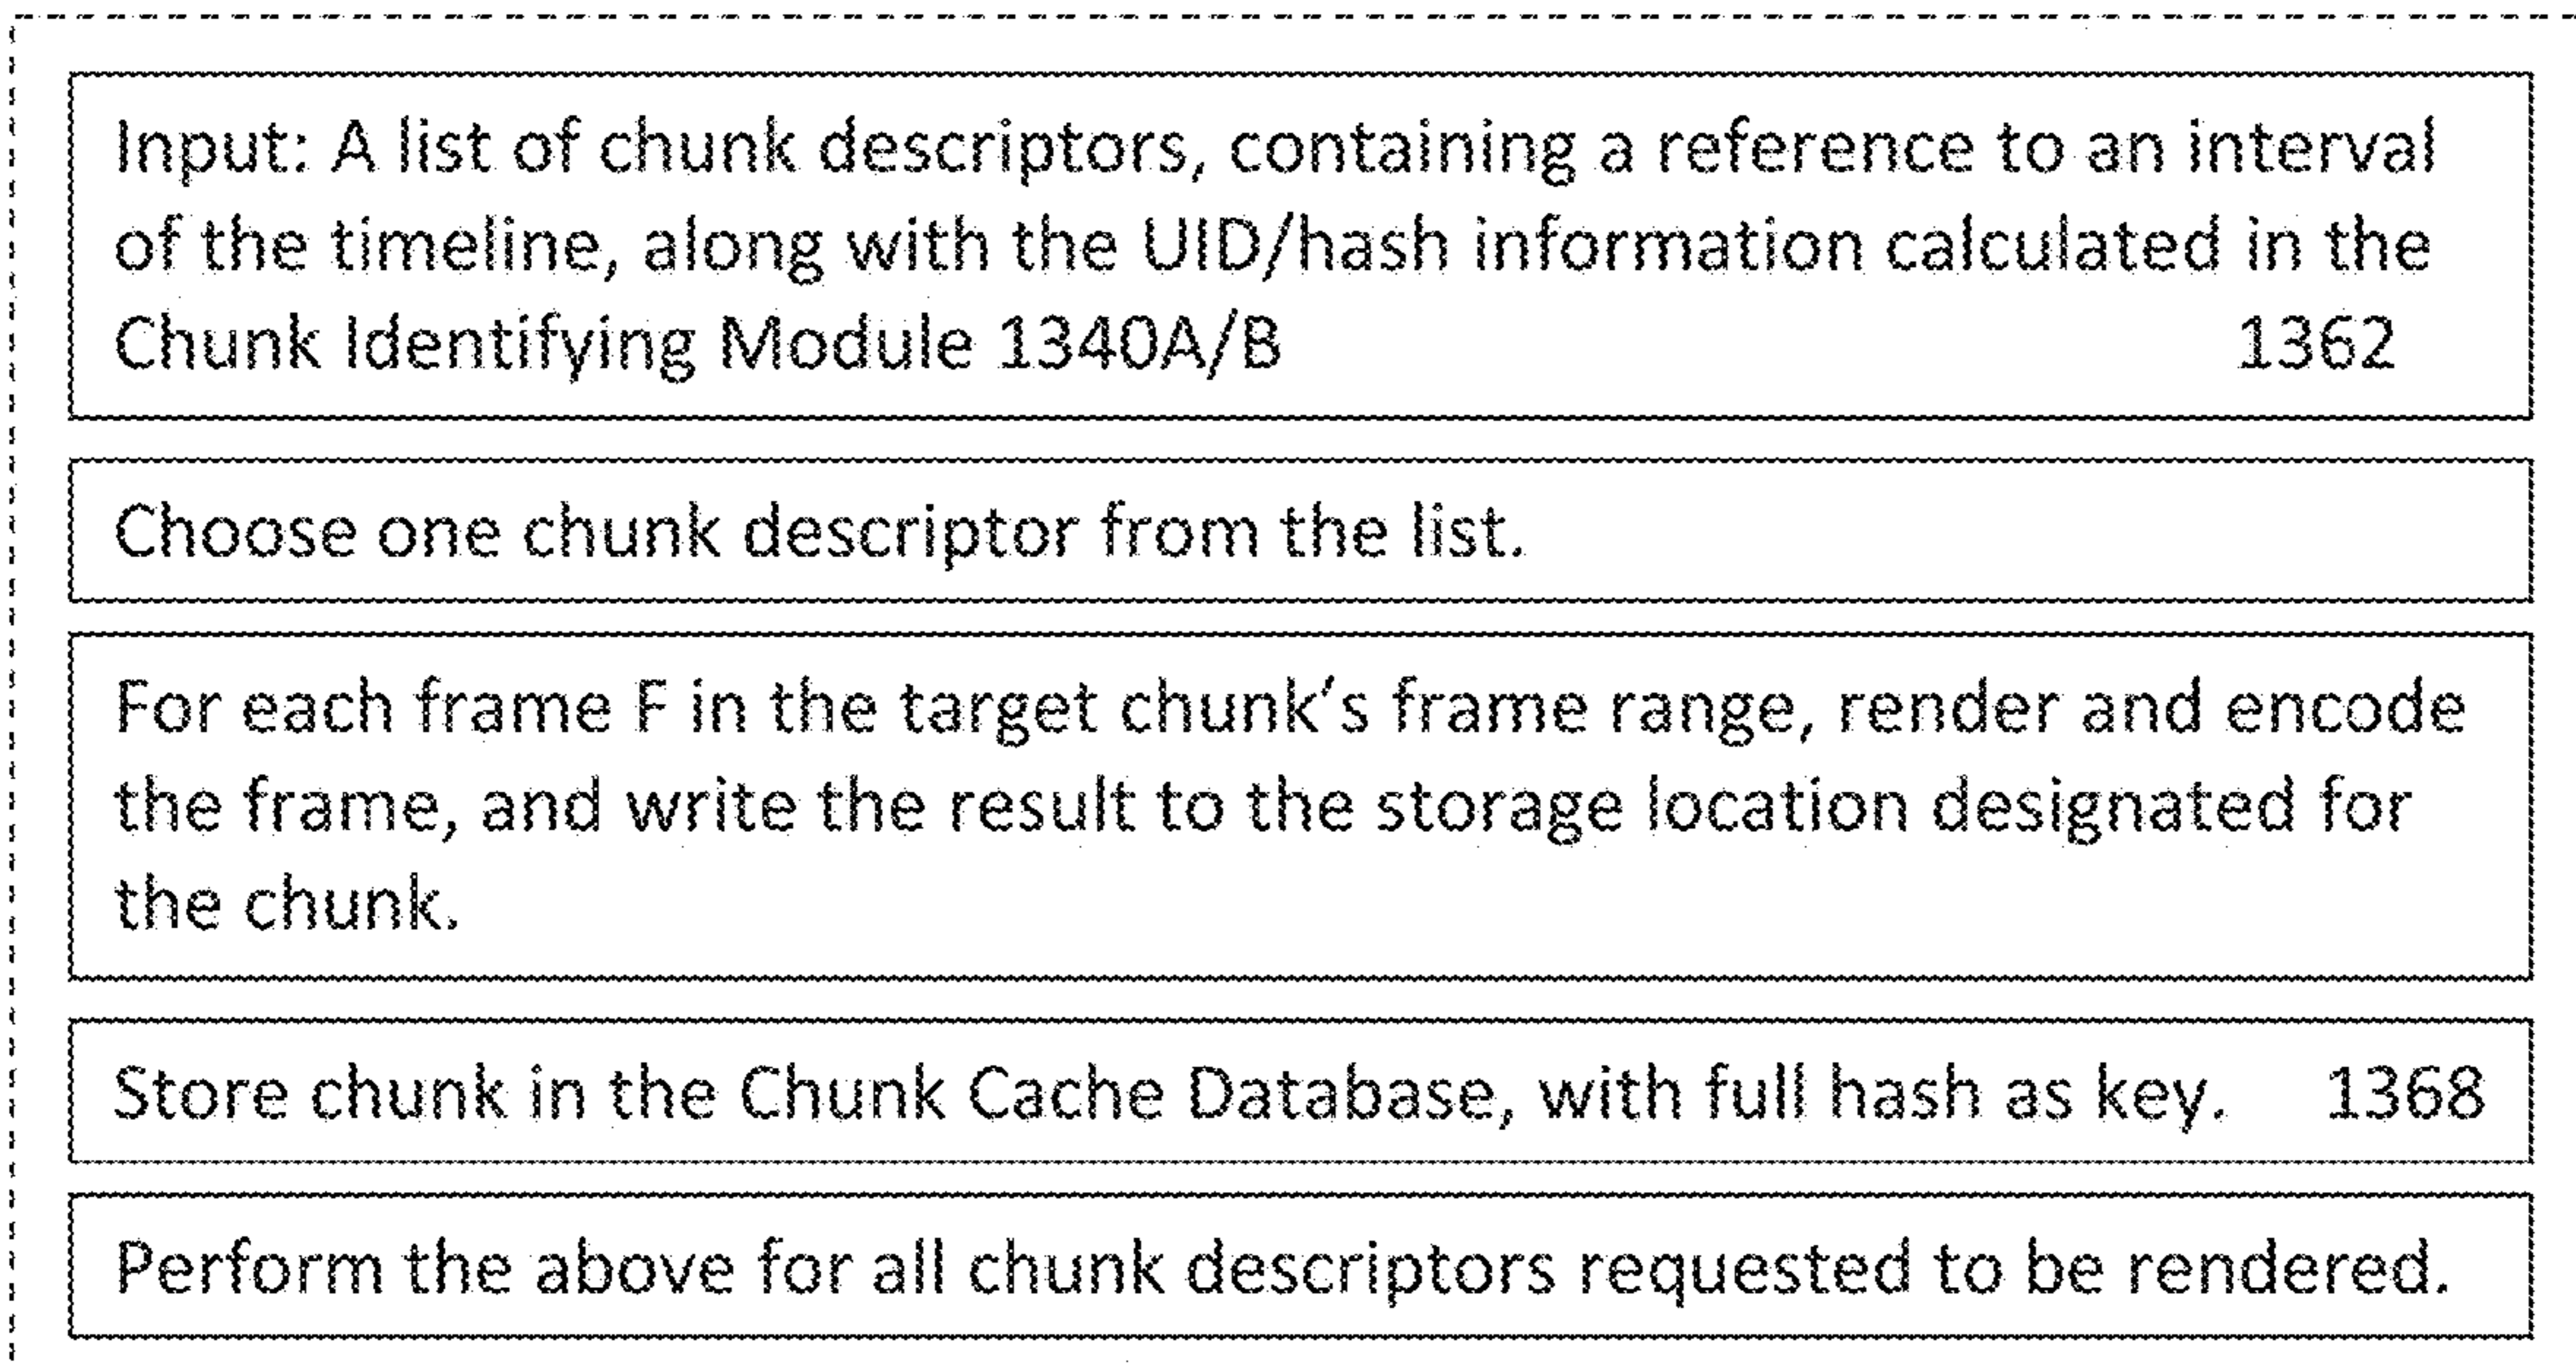 Input: A list of chunk descriptors, containing a reference to an interval
of the timeline, along with the UID/hash information calculated in the
Chunk Identifying Module 1340A/B 1362
Choose one chunk descriptor from the list.
For each frame F in the target chunk's frame range, render and encode
the frame, and write the result to the storage location designated for
the chunk.
Store chunk in the Chunk Cache Database, with full hash as key. 1368
Perform the above for all chunk descriptors requested to be rendered.